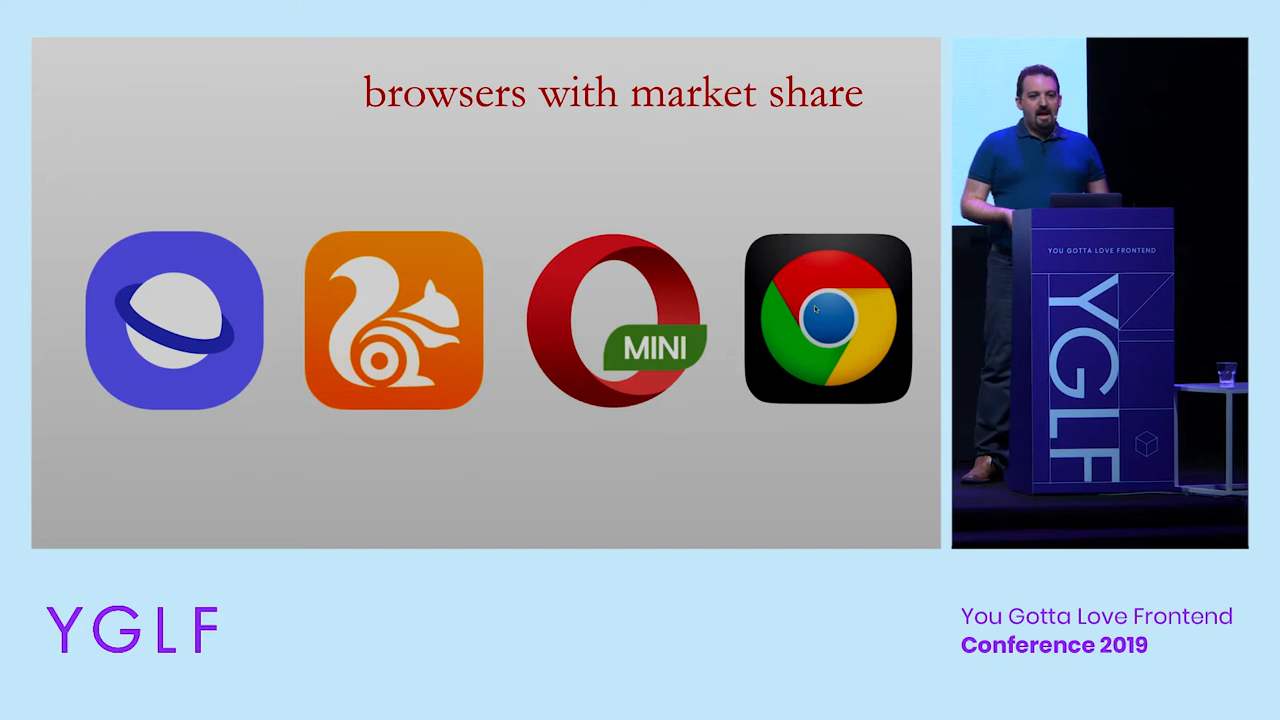 browsers with market share
MINI
YOU GOTTA LOVE FRONTEND
YGLF
YGLF
You Gotta Love Frontend
Conference 2019